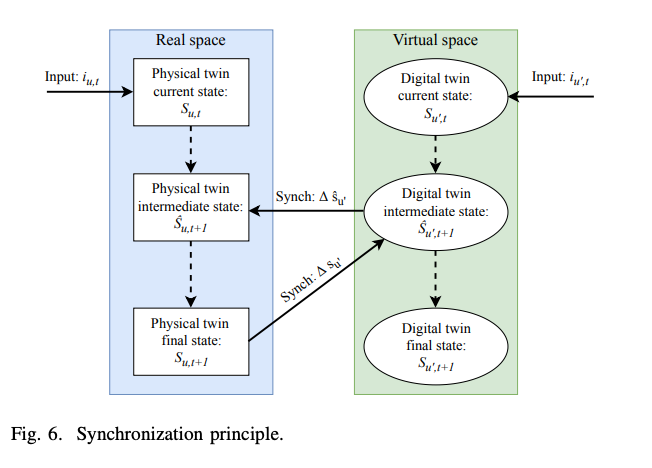 Real space
Virtual space
Input: i_{u,t}
Physical twin
current state:
S_{u,t}
Digital twin
current state:
S_{u',t}
Input: i_{u',t}
Physical twin
intermediate state:
Ŝ_{u,t+1}
Synch: Δ ŝ_{u'}
Digital twin
intermediate state:
Ŝ_{u',t+1}
Synch: Δ s_{u'}
Physical twin
final state:
S_{u,t+1}
Digital twin
final state:
S_{u',t+1}
Fig. 6. Synchronization principle.